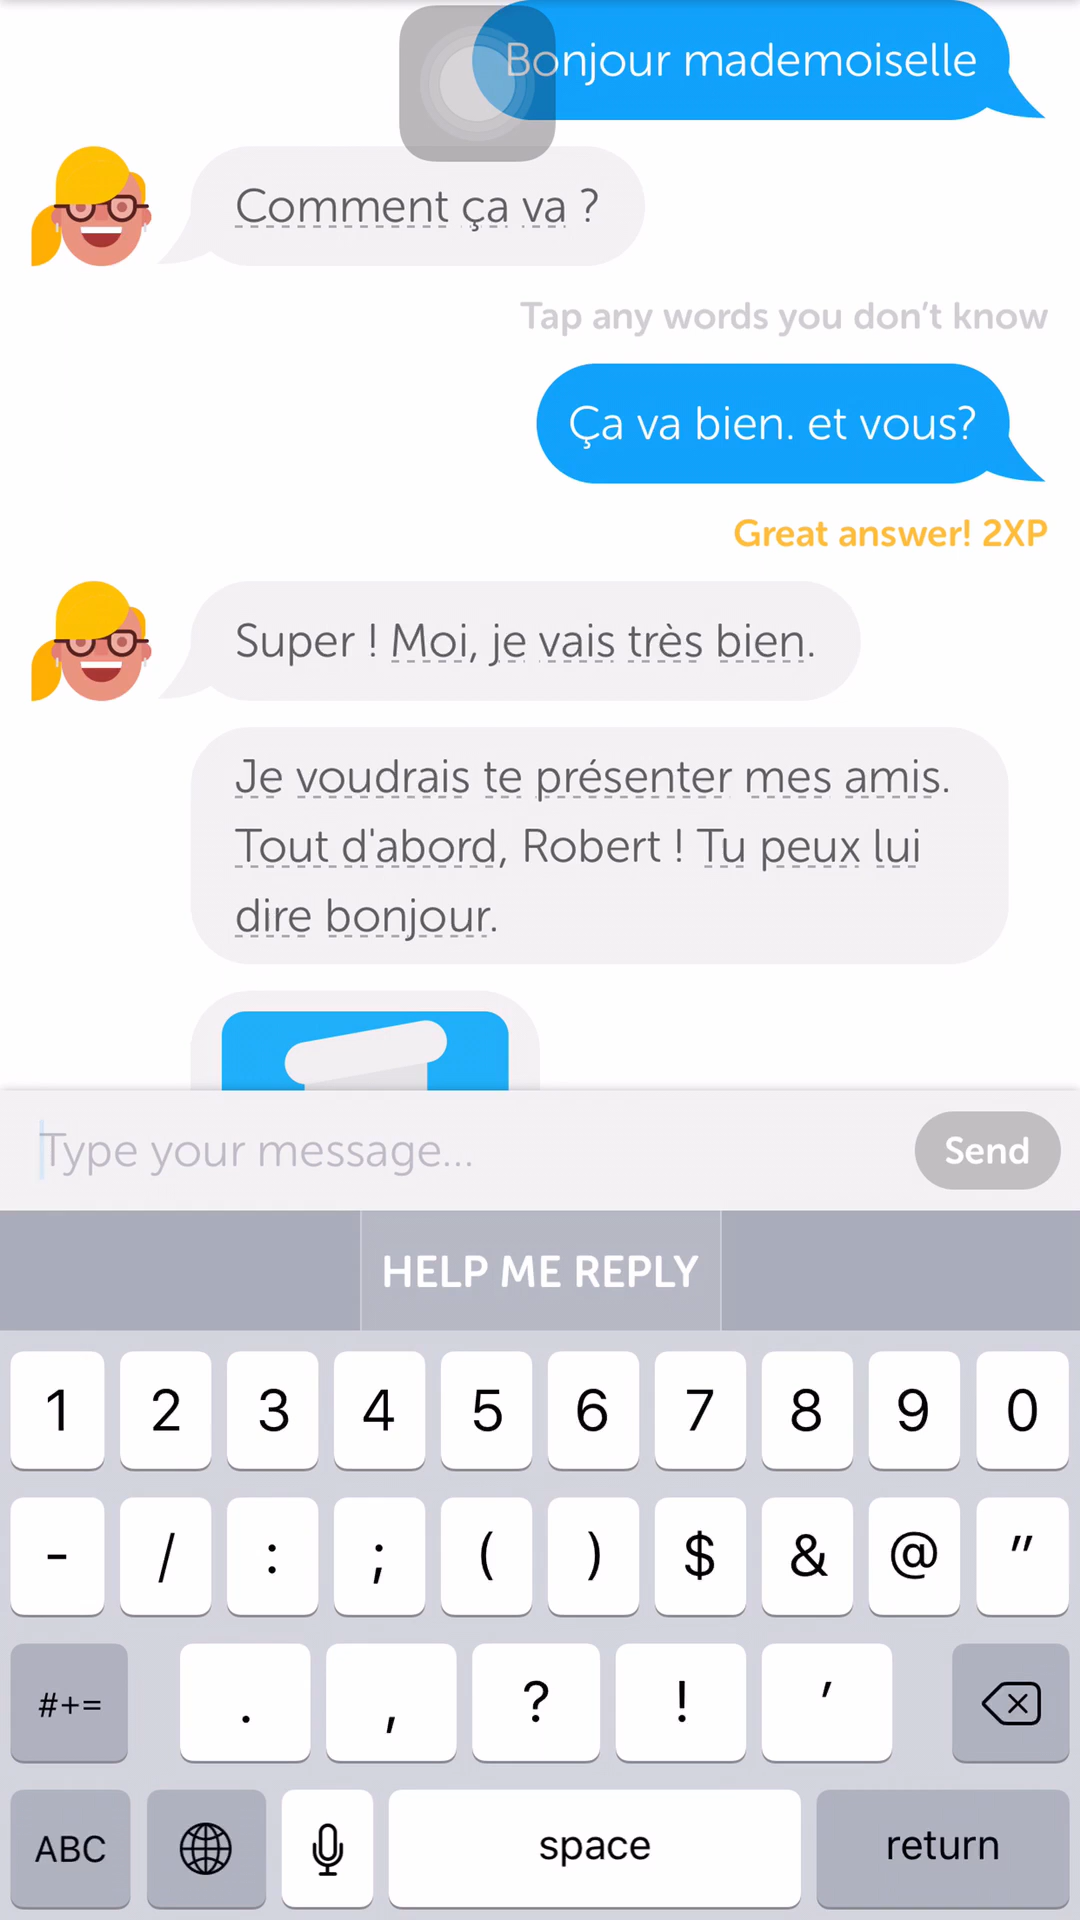 Bonjour mademoiselle
Comment ça va ?
Tap any words you don’t know
Ça va bien. et vous?
Great answer! 2XP
Super ! Moi, je vais très bien.
Je voudrais te présenter mes amis.
Tout d'abord, Robert ! Tu peux lui
dire bonjour.
Type your message...
Send
HELP ME REPLY
1 2 3 4 5 6 7 8 9 0
- / : ; ( ) $ & @ "
#+= . , ? ! ’
ABC space return